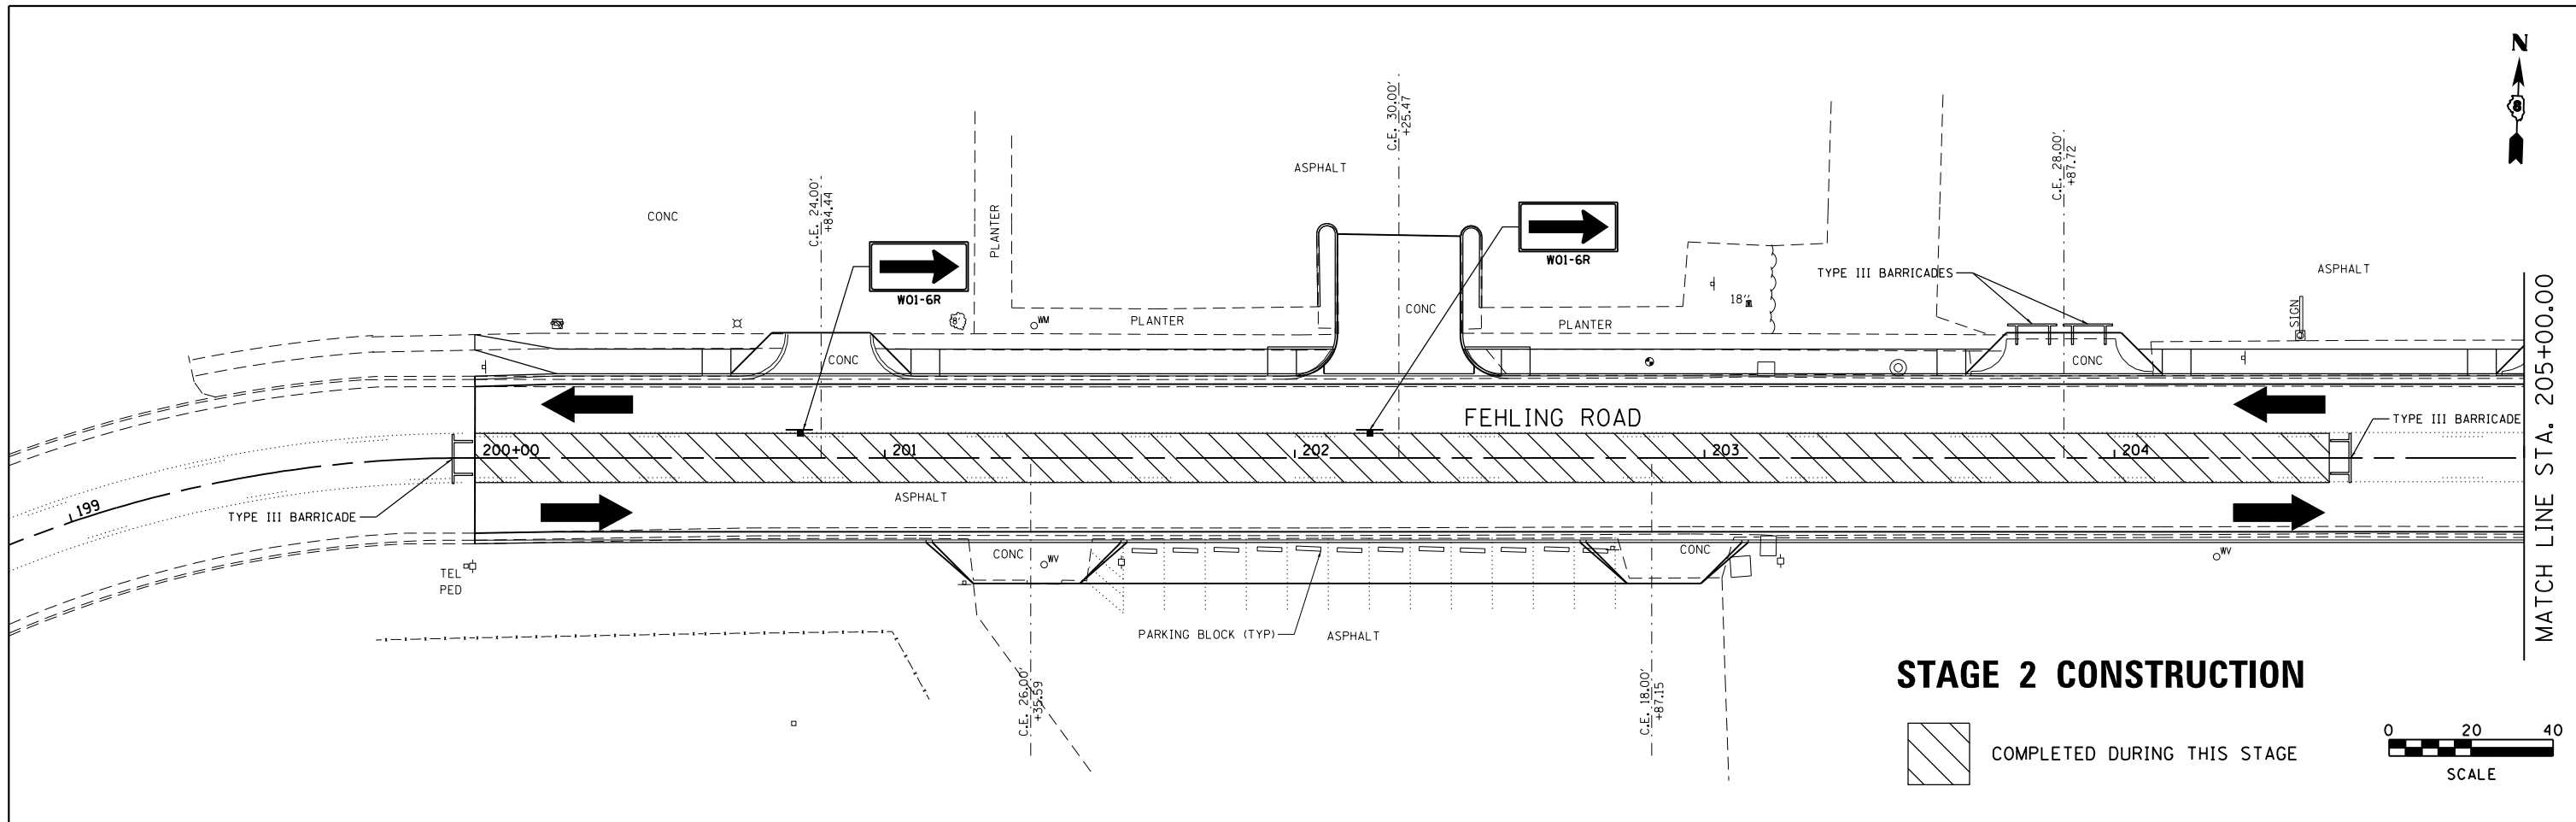 N
8
C.E. 30.00'
+25.47
ASPHALT
C.E. 28.00'
+87.72
C.E. 24.00'
+84.44
CONC
PLANTER
W01-6R
W01-6R
TYPE III BARRICADES
ASPHALT
18"
SIGN
8'
WM
PLANTER
CONC
PLANTER
CONC
CONC
MATCH LINE STA. 205+00.00
FEHLING ROAD
TYPE III BARRICADE
200+00
201
202
203
204
199
TYPE III BARRICADE
ASPHALT
CONC
WV
CONC
WV
TEL
PED
PARKING BLOCK (TYP)
ASPHALT
C.E. 26.00'
+35.59
C.E. 18.00'
+87.15
STAGE 2 CONSTRUCTION
COMPLETED DURING THIS STAGE
0 20 40
SCALE